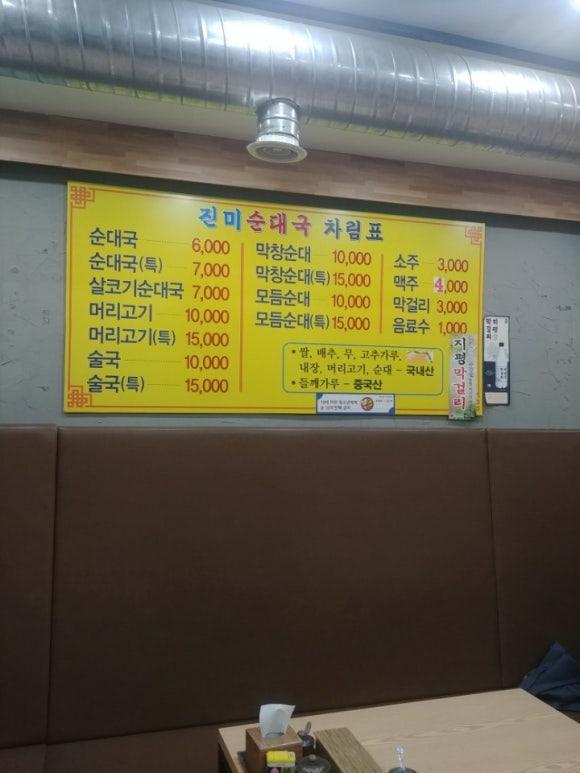 진미순대국 차림표
순대국 6,000
순대국(특) 7,000
살코기순대국 7,000
머리고기 10,000
머리고기(특) 15,000
술국 10,000
술국(특) 15,000
막창순대 10,000
막창순대(특) 15,000
모듬순대 10,000
모듬순대(특) 15,000
소주 3,000
맥주 4,000
막걸리 3,000
음료수 1,000
• 쌀, 배추, 무, 고추가루,
내장, 머리고기, 순대 - 국내산
• 들깨가루 - 중국산
지평막걸리